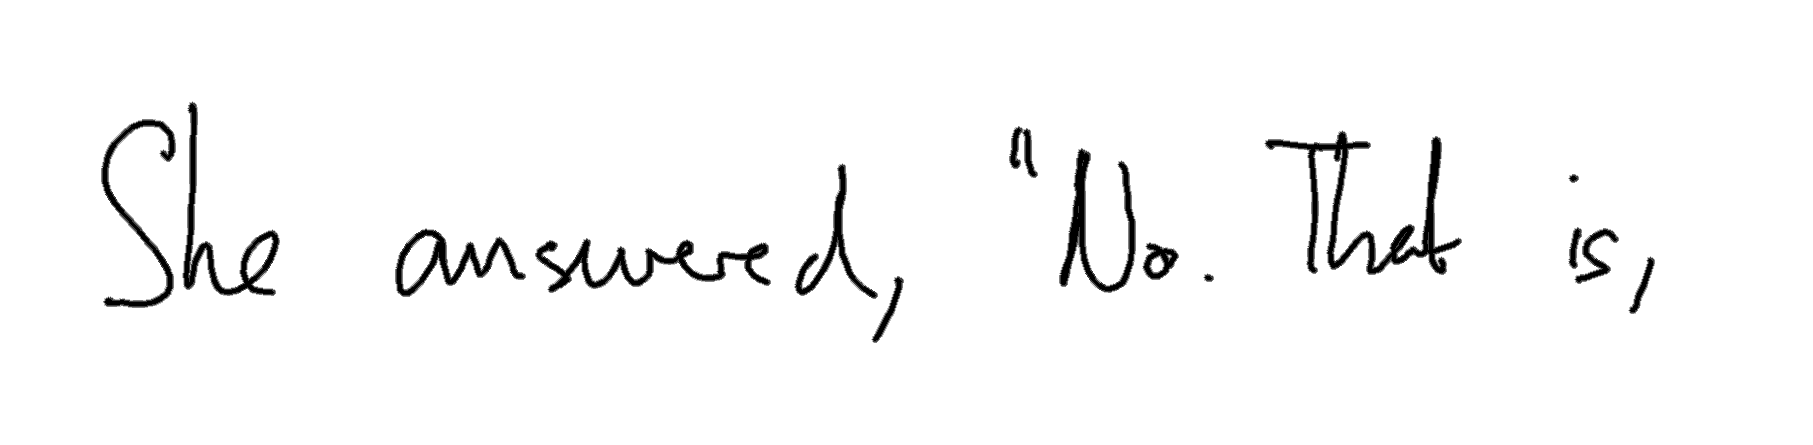 She answered, "No. That is,